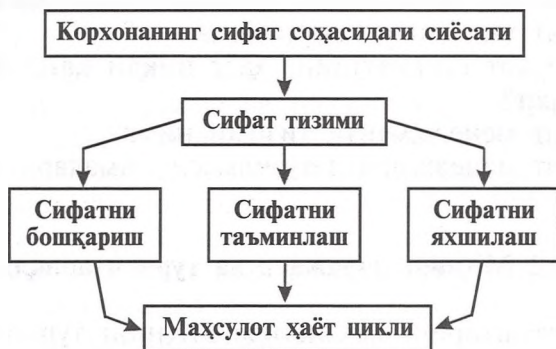 Корхонанинг сифат соҳасидаги сиёсати
Сифат тизими
Сифатни
бошқариш
Сифатни
таъминлаш
Сифатни
яхшилаш
Маҳсулот ҳаёт цикли